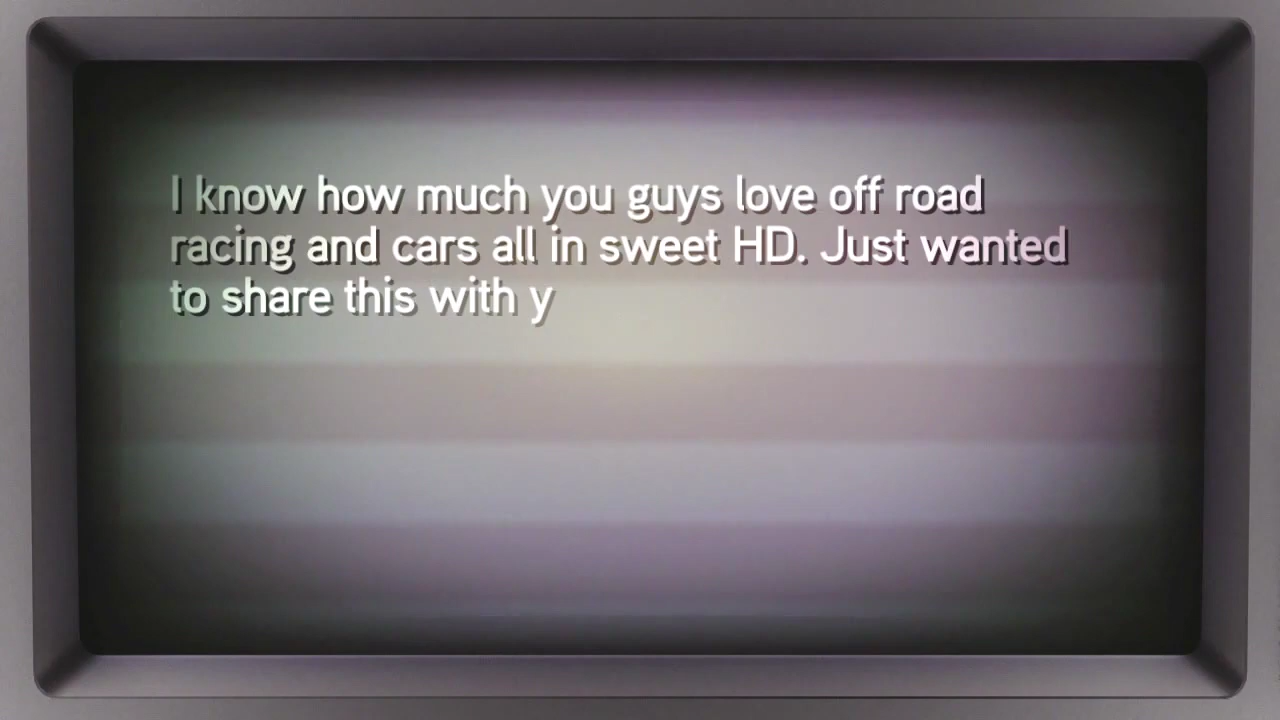 I know how much you guys love off road
racing and cars all in sweet HD. Just wanted
to share this with y